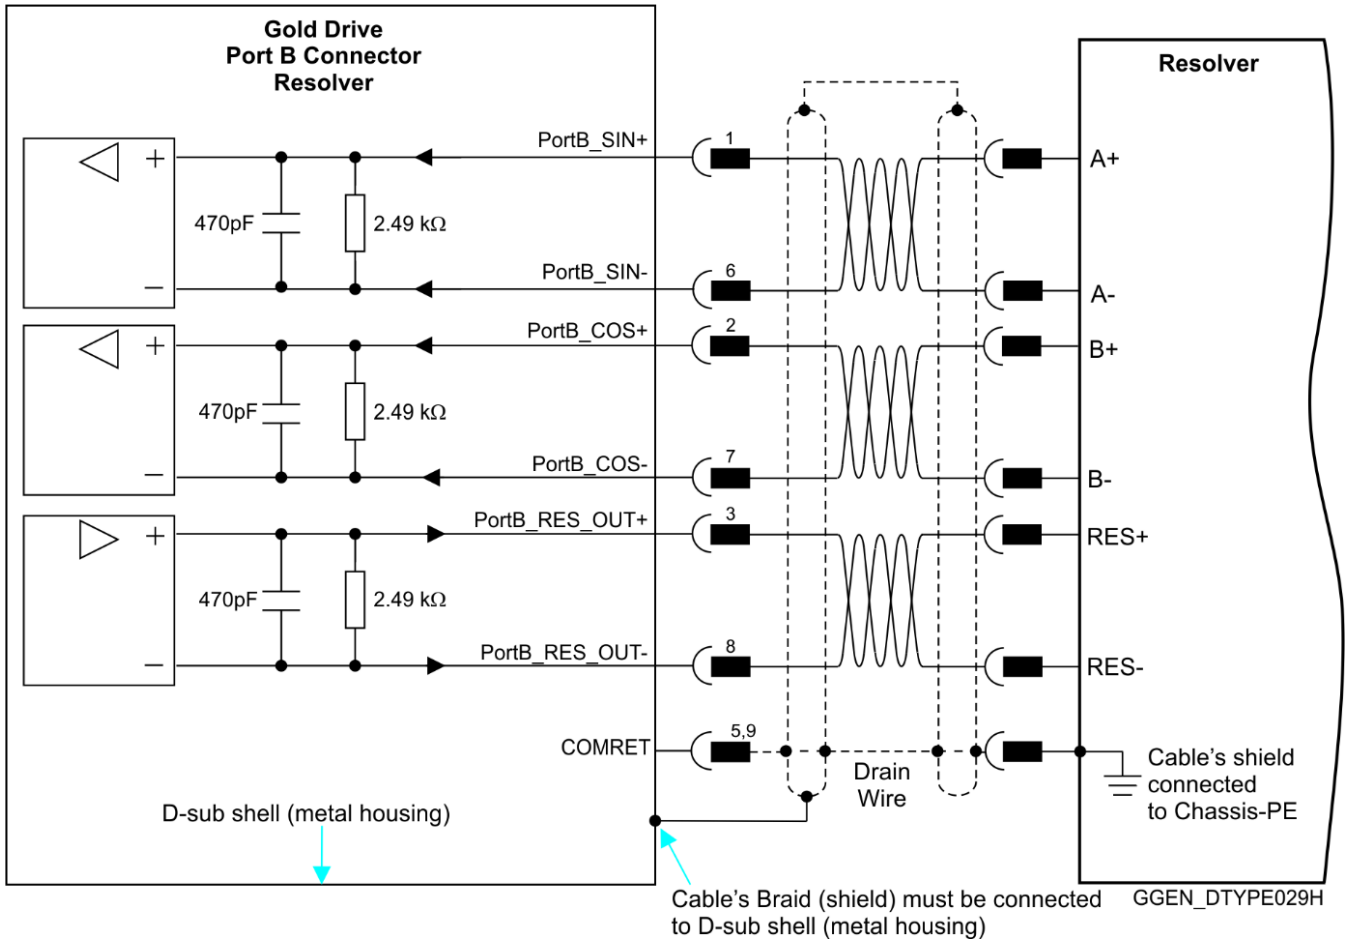 Gold Drive
Port B Connector
Resolver
Resolver
PortB_SIN+
1
+
A+
470pF
2.49 kΩ
PortB_SIN-
6
−
A-
PortB_COS+
2
+
B+
470pF
2.49 kΩ
PortB_COS-
7
−
B-
PortB_RES_OUT+
3
+
RES+
470pF
2.49 kΩ
PortB_RES_OUT-
8
−
RES-
COMRET
5,9
Drain
Wire
Cable's shield
connected
to Chassis-PE
D-sub shell (metal housing)
Cable's Braid (shield) must be connected
to D-sub shell (metal housing)
GGEN_DTYPE029H